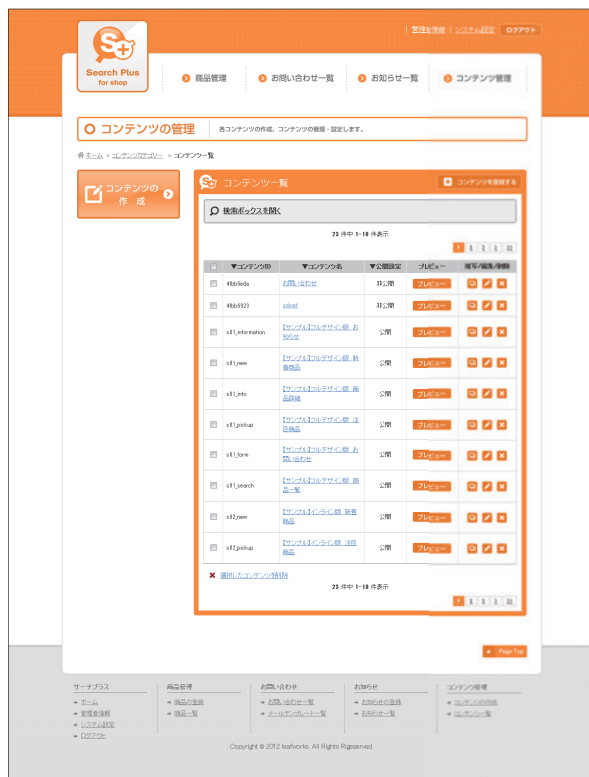 管理者情報 | システム設定 ログアウト
Search Plus
for shop
商品管理 お問い合わせ一覧 お知らせ一覧 コンテンツ管理
コンテンツの管理 各コンテンツの作成、コンテンツの管理・設定します。
ホーム » コンテンツカテゴリー » コンテンツ一覧
コンテンツの
作 成
コンテンツ一覧 コンテンツを登録する
検索ボックスを開く
23 件中 1-10 件表示
▼コンテンツID ▼コンテンツ名 ▼公開設定 プレビュー 複写/編集/削除
お問い合わせ 非公開 プレビュー
sdsad 非公開 プレビュー
sll1_information 【サンプル】フルデザイン版 お
知らせ 公開 プレビュー
sll1_new 【サンプル】フルデザイン版 新
着商品 公開 プレビュー
sll1_info 【サンプル】フルデザイン版 商
品詳細 公開 プレビュー
sll1_pickup 【サンプル】フルデザイン版 注
目商品 公開 プレビュー
sll1_form 【サンプル】フルデザイン版 お
問い合わせ 公開 プレビュー
sll1_search 【サンプル】フルデザイン版 商
品一覧 公開 プレビュー
sll2_new 【サンプル】インライン版 新着
商品 公開 プレビュー
sll2_pickup 【サンプル】インライン版 注目
商品 公開 プレビュー
選択したコンテンツを削除
23 件中 1-10 件表示
Page Top
サーチプラス 商品管理 お問い合わせ お知らせ コンテンツ管理
ホーム 商品の登録 お問い合わせ一覧 お知らせの登録 コンテンツの作成
管理者情報 商品一覧 メールテンプレート一覧 お知らせ一覧 コンテンツ一覧
システム設定
ログアウト
Copyright © 2012 leafworks. All Rights Rigeserved.